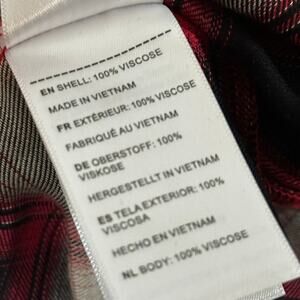 EN SHELL: 100% VISCOSE
MADE IN VIETNAM
FR EXTÉRIEUR: 100% VISCOSE
FABRIQUÉ AU VIETNAM
DE OBERSTOFF: 100%
VISKOSE
HERGESTELLT IN VIETNAM
ES TELA EXTERIOR: 100%
VISCOSA
HECHO EN VIETNAM
NL BODY: 100% VISCOSE